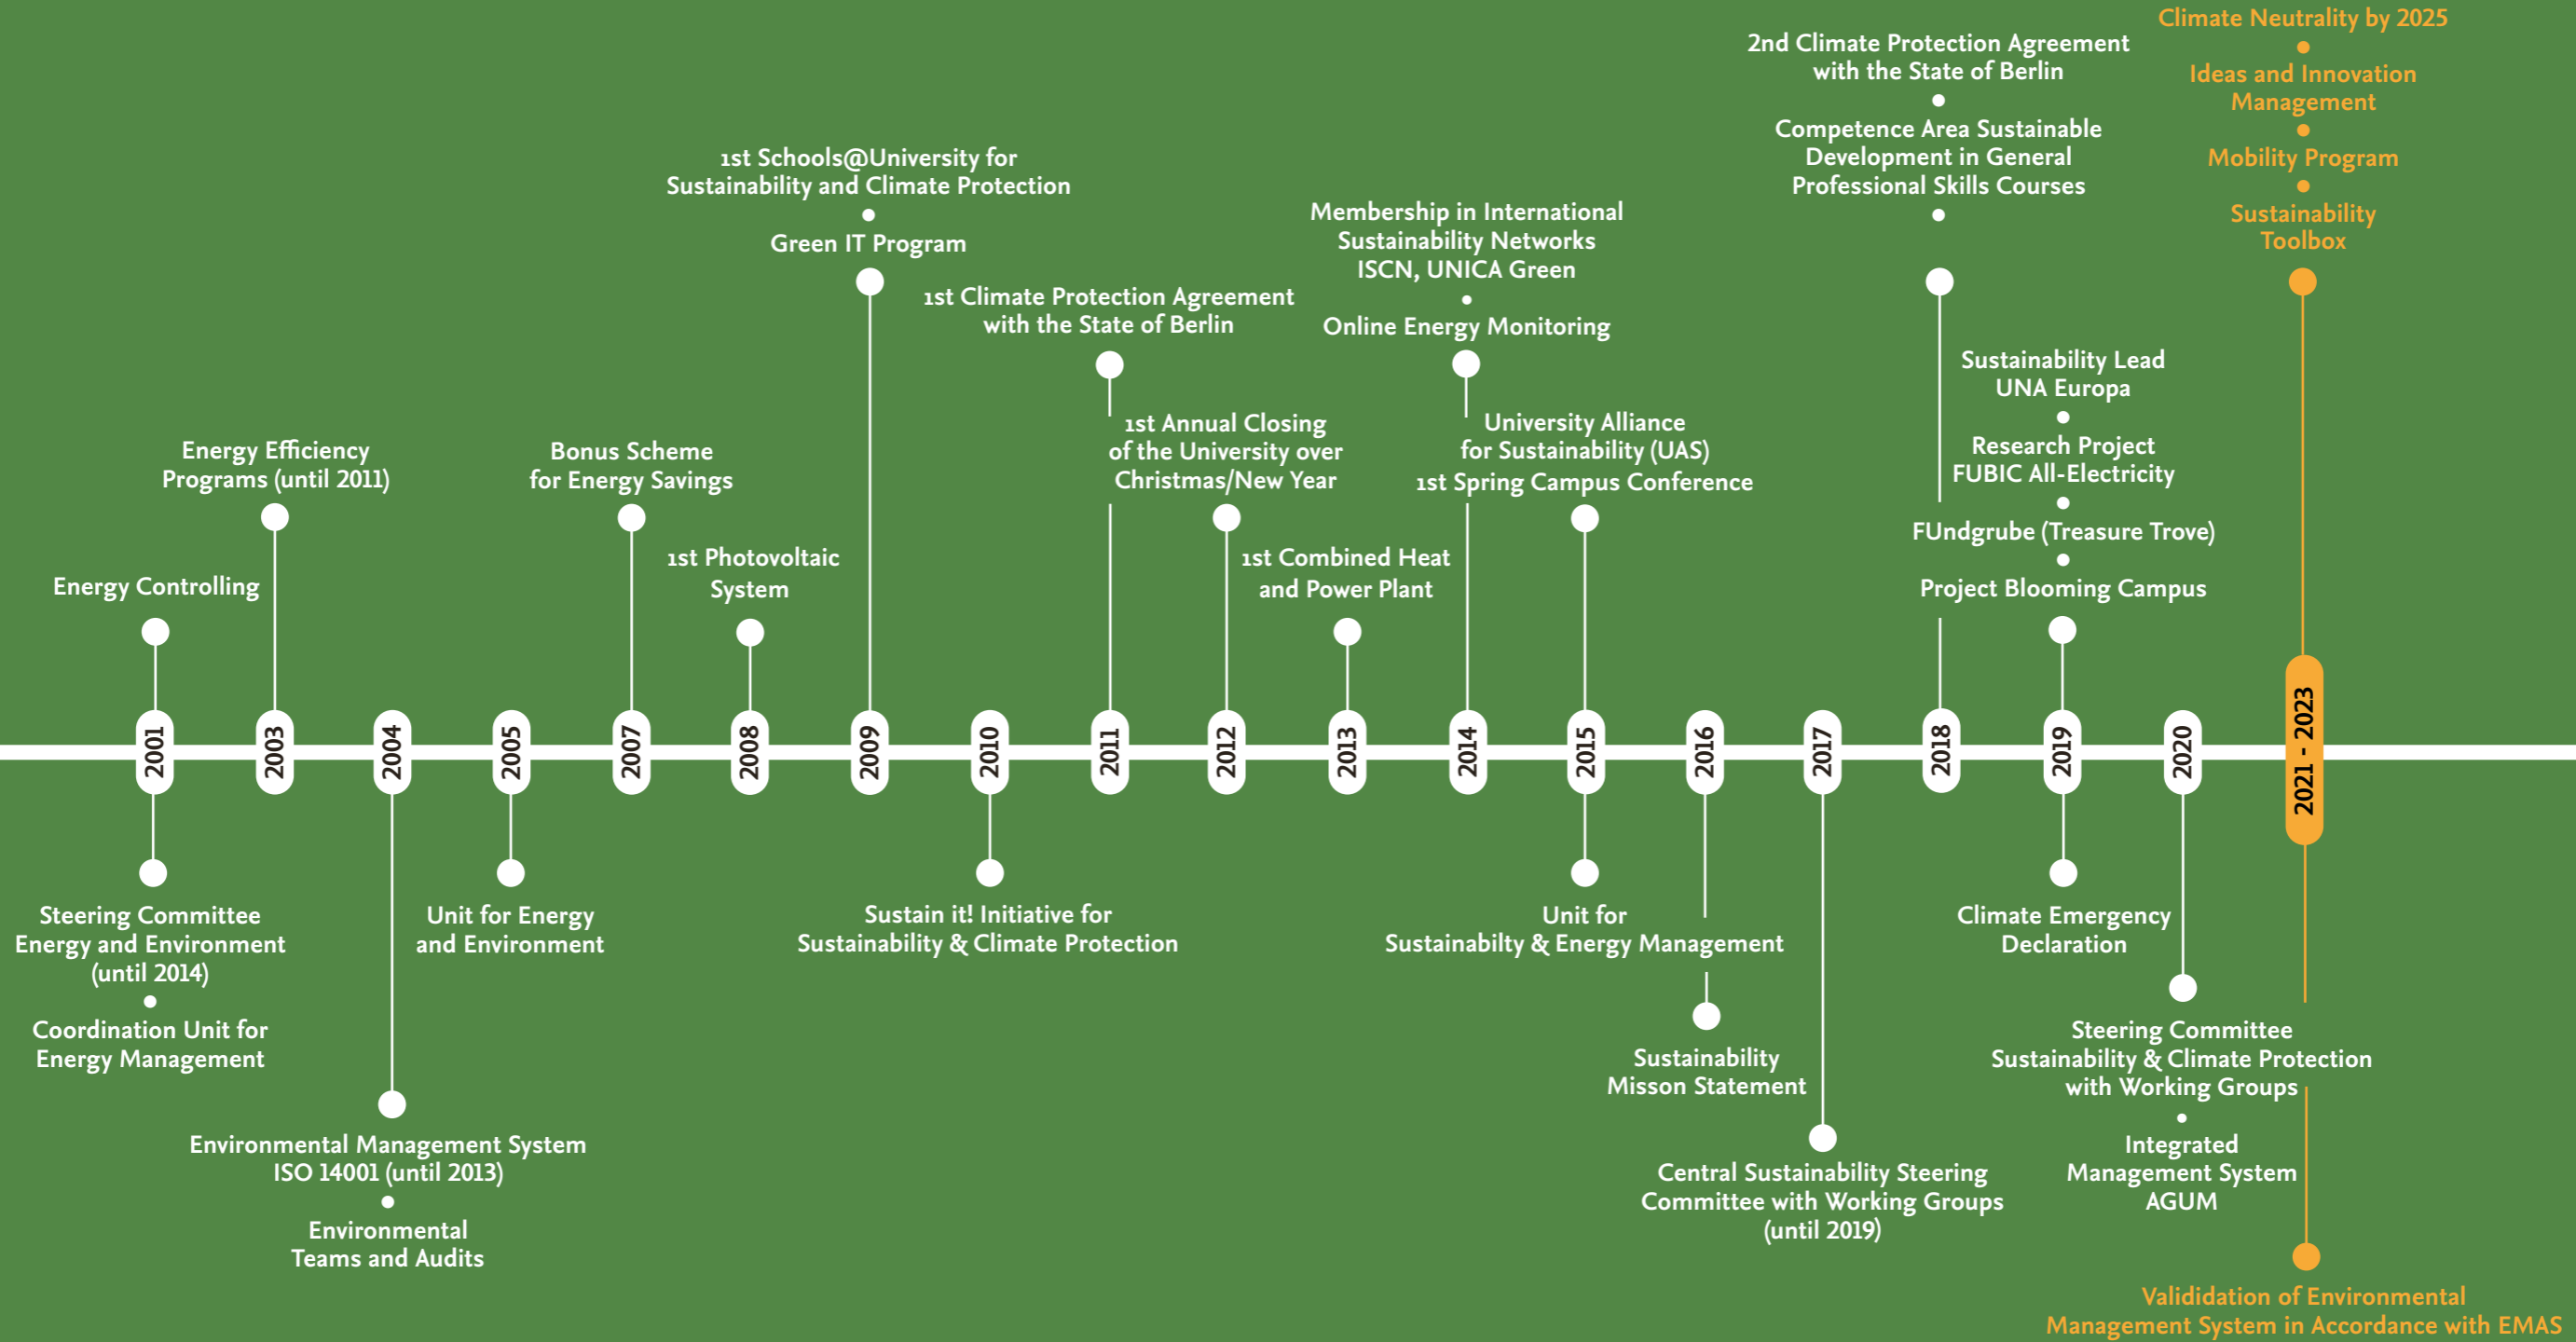 Climate Neutrality by 2025
Ideas and Innovation
Management
Mobility Program
Sustainability
Toolbox
2nd Climate Protection Agreement
with the State of Berlin
Competence Area Sustainable
Development in General
Professional Skills Courses
1st Schools@University for
Sustainability and Climate Protection
Green IT Program
Membership in International
Sustainability Networks
ISCN, UNICA Green
Online Energy Monitoring
1st Climate Protection Agreement
with the State of Berlin
Sustainability Lead
UNA Europa
Research Project
FUBIC All-Electricity
FUndgrube (Treasure Trove)
Project Blooming Campus
Energy Efficiency
Programs (until 2011)
Bonus Scheme
for Energy Savings
1st Annual Closing
of the University over
Christmas/New Year
University Alliance
for Sustainability (UAS)
1st Spring Campus Conference
Energy Controlling
1st Photovoltaic
System
1st Combined Heat
and Power Plant
2001
2003
2004
2005
2007
2008
2009
2010
2011
2012
2013
2014
2015
2016
2017
2018
2019
2020
2021 - 2023
Steering Committee
Energy and Environment
(until 2014)
Coordination Unit for
Energy Management
Unit for Energy
and Environment
Sustain it! Initiative for
Sustainability & Climate Protection
Unit for
Sustainabilty & Energy Management
Climate Emergency
Declaration
Environmental Management System
ISO 14001 (until 2013)
Environmental
Teams and Audits
Sustainability
Misson Statement
Central Sustainability Steering
Committee with Working Groups
(until 2019)
Steering Committee
Sustainability & Climate Protection
with Working Groups
Integrated
Management System
AGUM
Valididation of Environmental
Management System in Accordance with EMAS